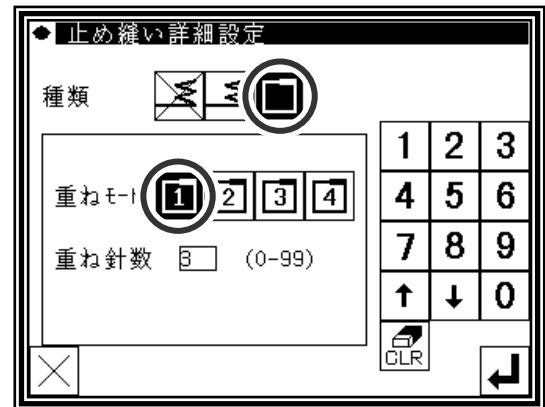 止め縫い詳細設定
種類
1 2 3
重ねﾓｰﾄ 1 2 3 4
4 5 6
重ね針数 3 (0-99)
7 8 9
↑ ↓ 0
CLR